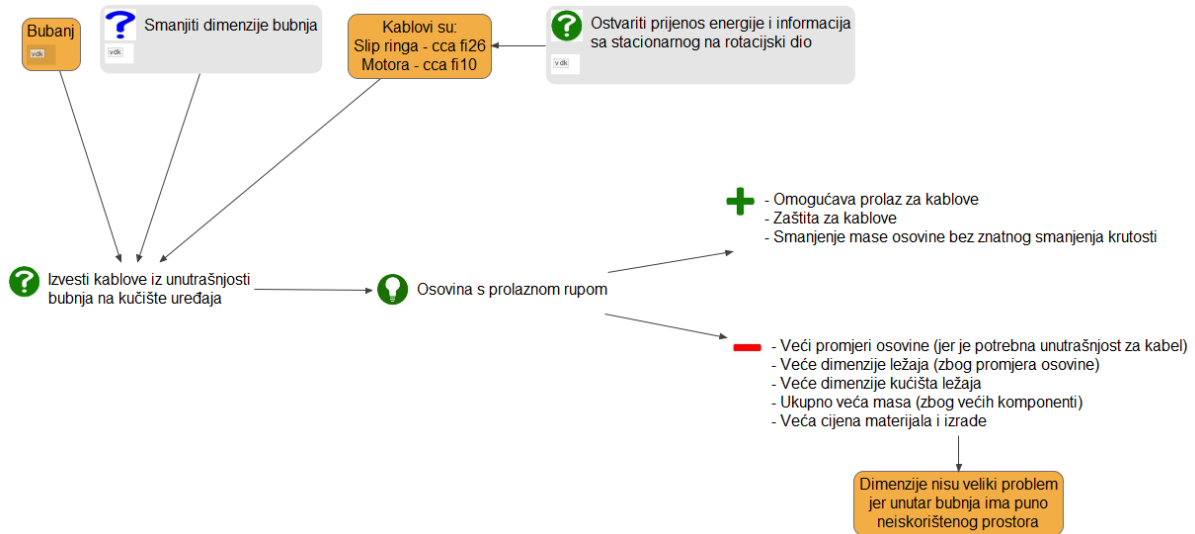 Bubanj
vdk
Smanjiti dimenzije bubnja
vdk
Kablovi su:
Slip ringa - cca fi26
Motora - cca fi10
Ostvariti prijenos energije i informacija
sa stacionarnog na rotacijski dio
vdk
- Omogućava prolaz za kablove
- Zaštita za kablove
- Smanjenje mase osovine bez znatnog smanjenja krutosti
Izvesti kablove iz unutrašnjosti
bubnja na kučište uređaja
Osovina s prolaznom rupom
- Veći promjeri osovine (jer je potrebna unutrašnjost za kabel)
- Veće dimenzije ležaja (zbog promjera osovine)
- Veće dimenzije kućišta ležaja
- Ukupno veća masa (zbog većih komponenti)
- Veća cijena materijala i izrade
Dimenzije nisu veliki problem
jer unutar bubnja ima puno
neiskorištenog prostora